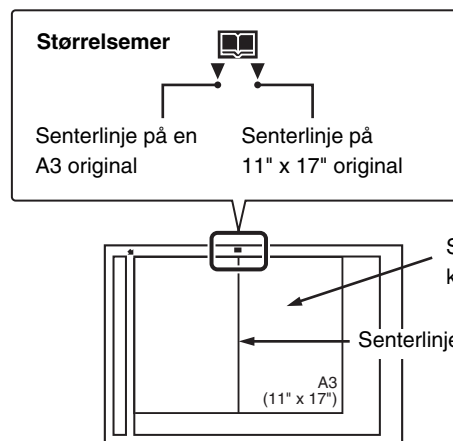 Størrelsemer
Senterlinje på en
A3 original
Senterlinje på
11" x 17" original
Senterlinje
A3
(11" x 17")